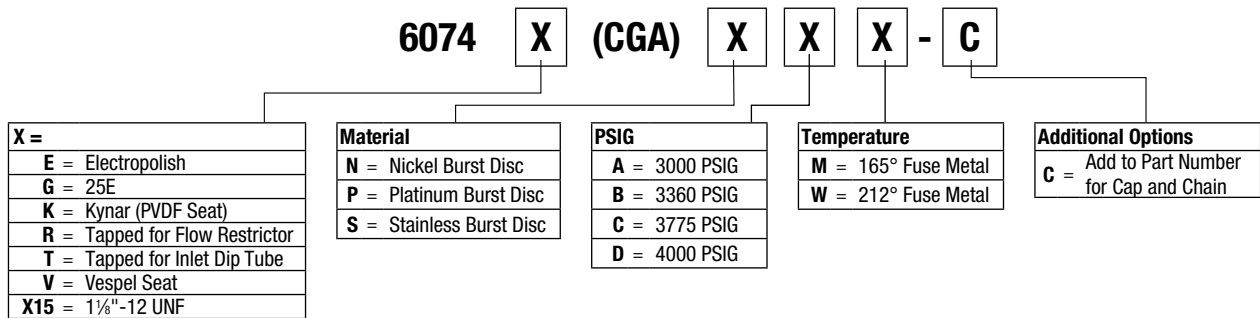 6074 X (CGA) X X X - C
X =
E = Electropolish
G = 25E
K = Kynar (PVDF Seat)
R = Tapped for Flow Restrictor
T = Tapped for Inlet Dip Tube
V = Vespel Seat
X15 = 1⅛"-12 UNF
Material
N = Nickel Burst Disc
P = Platinum Burst Disc
S = Stainless Burst Disc
PSIG
A = 3000 PSIG
B = 3360 PSIG
C = 3775 PSIG
D = 4000 PSIG
Temperature
M = 165° Fuse Metal
W = 212° Fuse Metal
Additional Options
C = Add to Part Number
for Cap and Chain